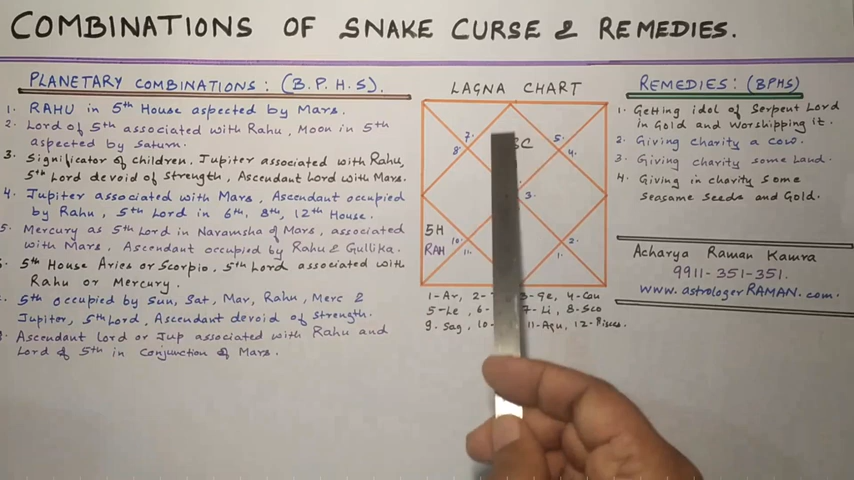 COMBINATIONS OF SNAKE CURSE & REMEDIES.
PLANETARY COMBINATIONS: (B.P.H.S).
1. RAHU in 5th House aspected by Mars.
2. Lord of 5th associated with Rahu, Moon in 5th
aspected by Saturn.
3. Significator of children, Jupiter associated with Rahu,
5th Lord devoid of strength, Ascendant Lord with Mars.
4. Jupiter associated with Mars, Ascendant occupied
by Rahu, 5th Lord in 6th, 8th, 12th House.
5. Mercury as 5th Lord in Navamsha of Mars, associated
with Mars, Ascendant occupied by Rahu & Gullika.
5th House Aries or Scorpio, 5th Lord associated with
Rahu or Mercury.
5th occupied by Sun, Sat, Mar, Rahu, Merc &
Jupiter, 5th Lord, Ascendant devoid of strength.
Ascendant lord or Jup associated with Rahu and
Lord of 5th in Conjunction of Mars.
LAGNA CHART
7. 5.
8. SC 4.
3.
5H
RAH 10. 2.
11. 1.
1-Ar, 2- 3-Ge, 4-Can
5-Le, 6- 7-Li, 8-Sco
9-Sag, 10- 11-Aqu, 12-Pisces.
REMEDIES: (BPHS)
1. Getting idol of Serpent Lord
in Gold and Worshipping it.
2. Giving charity a Cow.
3. Giving charity some Land.
4. Giving in charity Some
Seasame Seeds and Gold.
Acharya Raman Kamra
9911-351-351.
www.astrologerRAMAN.com.